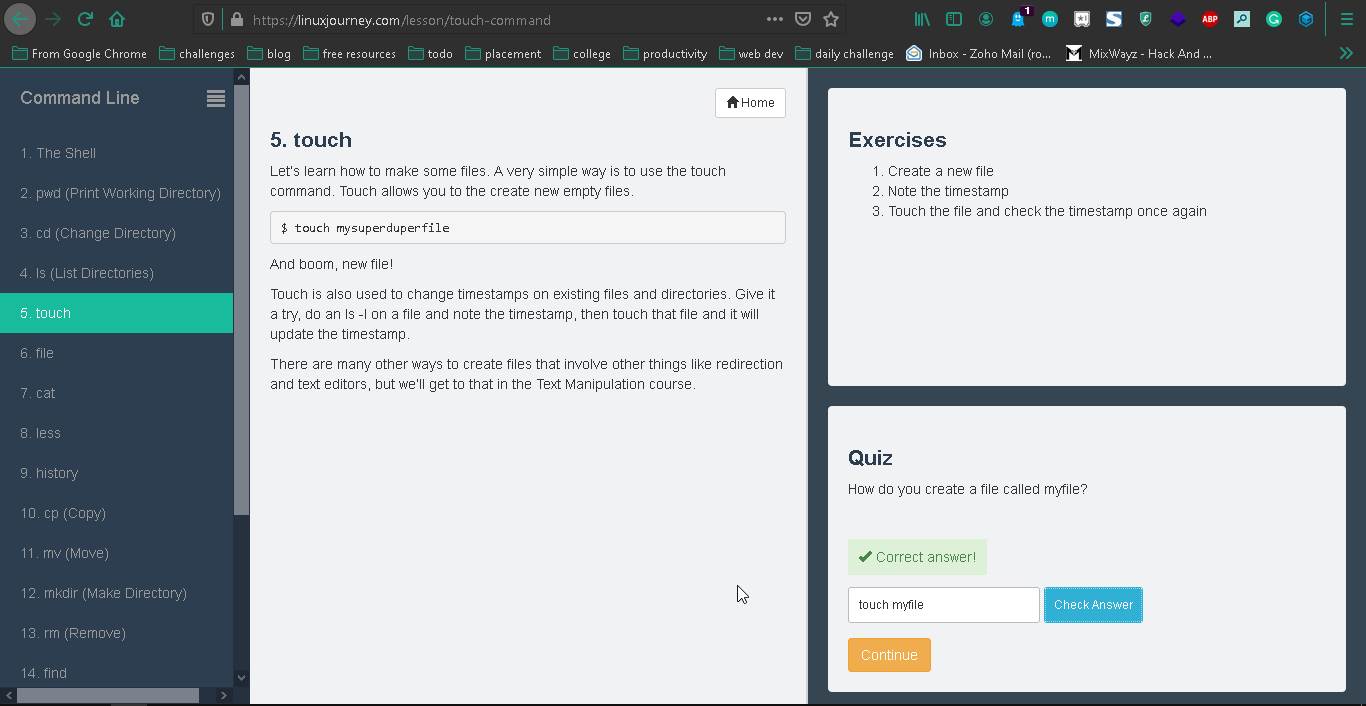 https://linuxjourney.com/lesson/touch-command
1
ABP
From Google Chrome
challenges
blog
free resources
todo
placement
college
productivity
web dev
daily challenge
Inbox - Zoho Mail (ro...
MixWayz - Hack And ...
Command Line
1. The Shell
2. pwd (Print Working Directory)
3. cd (Change Directory)
4. ls (List Directories)
5. touch
6. file
7. cat
8. less
9. history
10. cp (Copy)
11. mv (Move)
12. mkdir (Make Directory)
13. rm (Remove)
14. find
Home
5. touch
Let's learn how to make some files. A very simple way is to use the touch
command. Touch allows you to the create new empty files.
$ touch mysuperduperfile
And boom, new file!
Touch is also used to change timestamps on existing files and directories. Give it
a try, do an ls -l on a file and note the timestamp, then touch that file and it will
update the timestamp.
There are many other ways to create files that involve other things like redirection
and text editors, but we'll get to that in the Text Manipulation course.
Exercises
1. Create a new file
2. Note the timestamp
3. Touch the file and check the timestamp once again
Quiz
How do you create a file called myfile?
Correct answer!
touch myfile
Check Answer
Continue